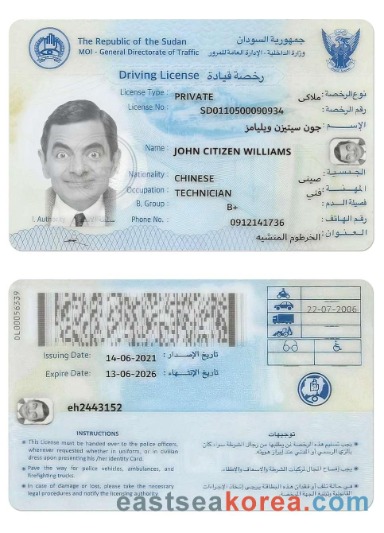 The Republic of the Sudan
جمهورية السودان
MOI - General Directorate of Traffic
وزارة الداخلية - الإدارة العامة للمرور
Driving License رخصة قيادة
License Type : PRIVATE ملاكي نوع الرخصة:
License No : SD0110500090934 رقم الرخصة:
جون سيتيزن ويليامز الإسم:
Name : JOHN CITIZEN WILLIAMS
Nationality : CHINESE صيني الجنسية:
Occupation : TECHNICIAN فني المهنة:
B. Group : B+ فصيلة الدم:
Phone No. : 0912141736 رقم الهاتف:
الخرطوم المنشيه العنوان:
0L00056339
22-07-2006
Issuing Date: 14-06-2021 تاريخ الإصدار:
Expire Date: 13-06-2026 تاريخ الإنتهاء:
eh2443152
INSTRUCTIONS
This License must be handed over to the police officers, whenever requested whether in uniform, or in civilian dress upon presenting his /her Identity Card.
Pave the way for police vehicles, ambulances, and firefighting trucks.
In case of damage or loss, please take the necessary legal procedures and notify the licensing authority.
توجيهات
eastseakorea.com